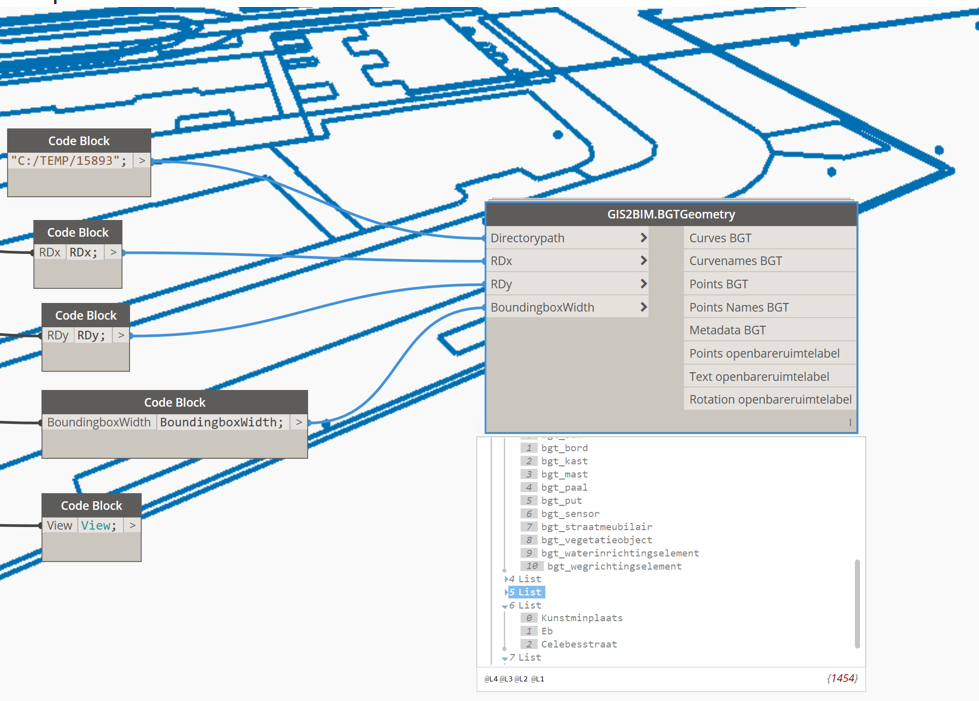 Code Block
"C:/TEMP/15893"; >
Code Block
RDx RDx; >
Code Block
RDy RDy; >
Code Block
BoundingboxWidth BoundingboxWidth; >
Code Block
View View; >
GIS2BIM.BGTGeometry
Directorypath > Curves BGT
RDx > Curvenames BGT
RDy > Points BGT
BoundingboxWidth > Points Names BGT
Metadata BGT
Points openbareruimtelabel
Text openbareruimtelabel
Rotation openbareruimtelabel
1 bgt_bord
2 bgt_kast
3 bgt_mast
4 bgt_paal
5 bgt_put
6 bgt_sensor
7 bgt_straatmeubilair
8 bgt_vegetatieobject
9 bgt_waterinrichtingselement
10 bgt_wegrichtingselement
4 List
5 List
6 List
0 Kunstminplaats
1 Eb
2 Celebesstraat
7 List
@L4 @L3 @L2 @L1 {1454}